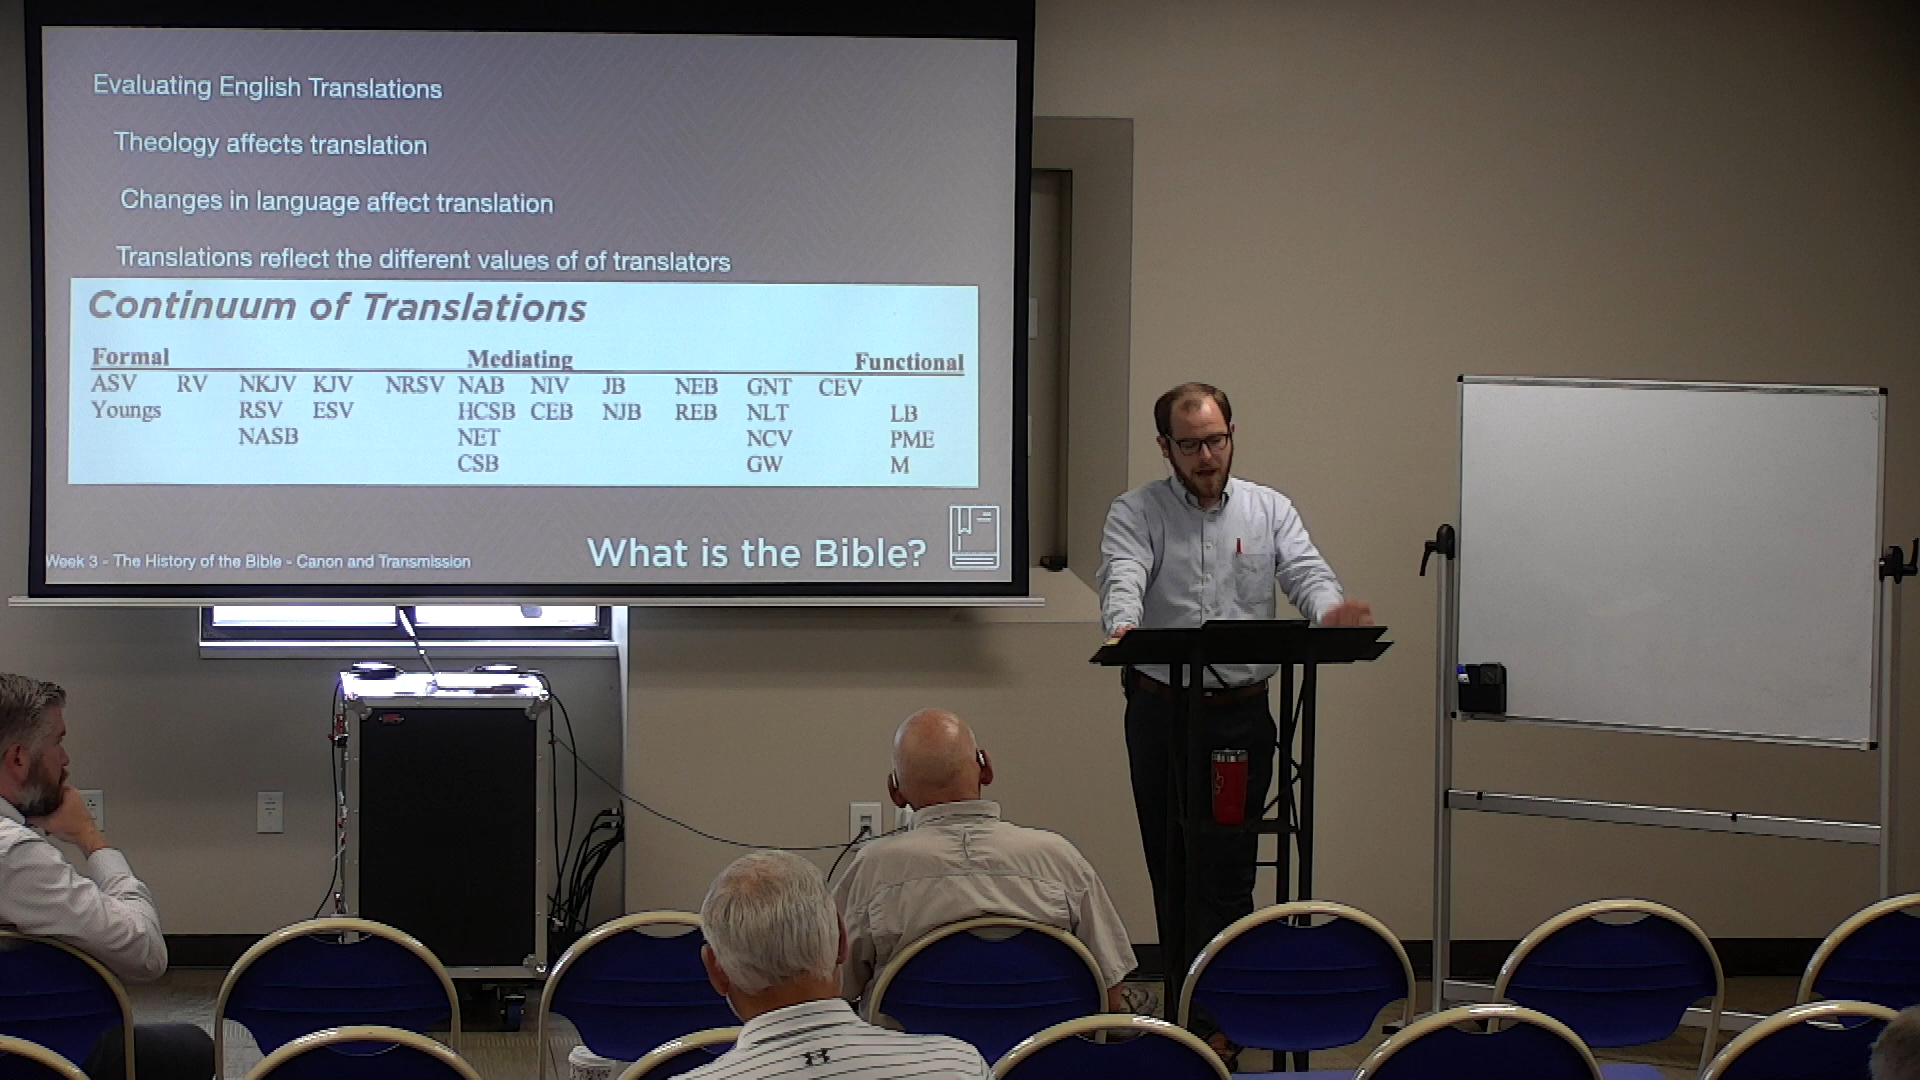 Evaluating English Translations
Theology affects translation
Changes in language affect translation
Translations reflect the different values of of translators
Continuum of Translations
Formal Mediating Functional
ASV RV NKJV KJV NRSV NAB NIV JB NEB GNT CEV
Youngs RSV ESV HCSB CEB NJB REB NLT LB
NASB NET NCV PME
CSB GW M
What is the Bible?
Week 3 - The History of the Bible - Canon and Transmission